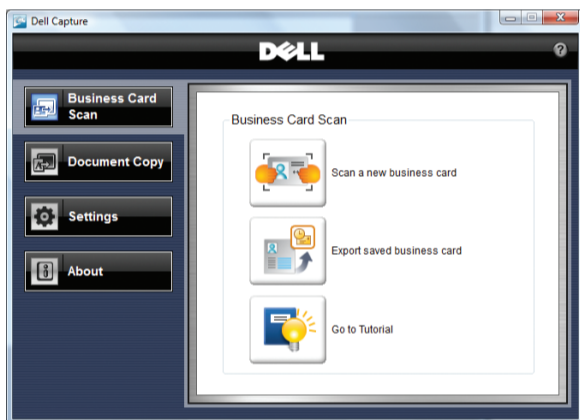 Dell Capture
DELL
?
Business Card
Scan
Document Copy
Settings
About
Business Card Scan
Scan a new business card
Export saved business card
Go to Tutorial